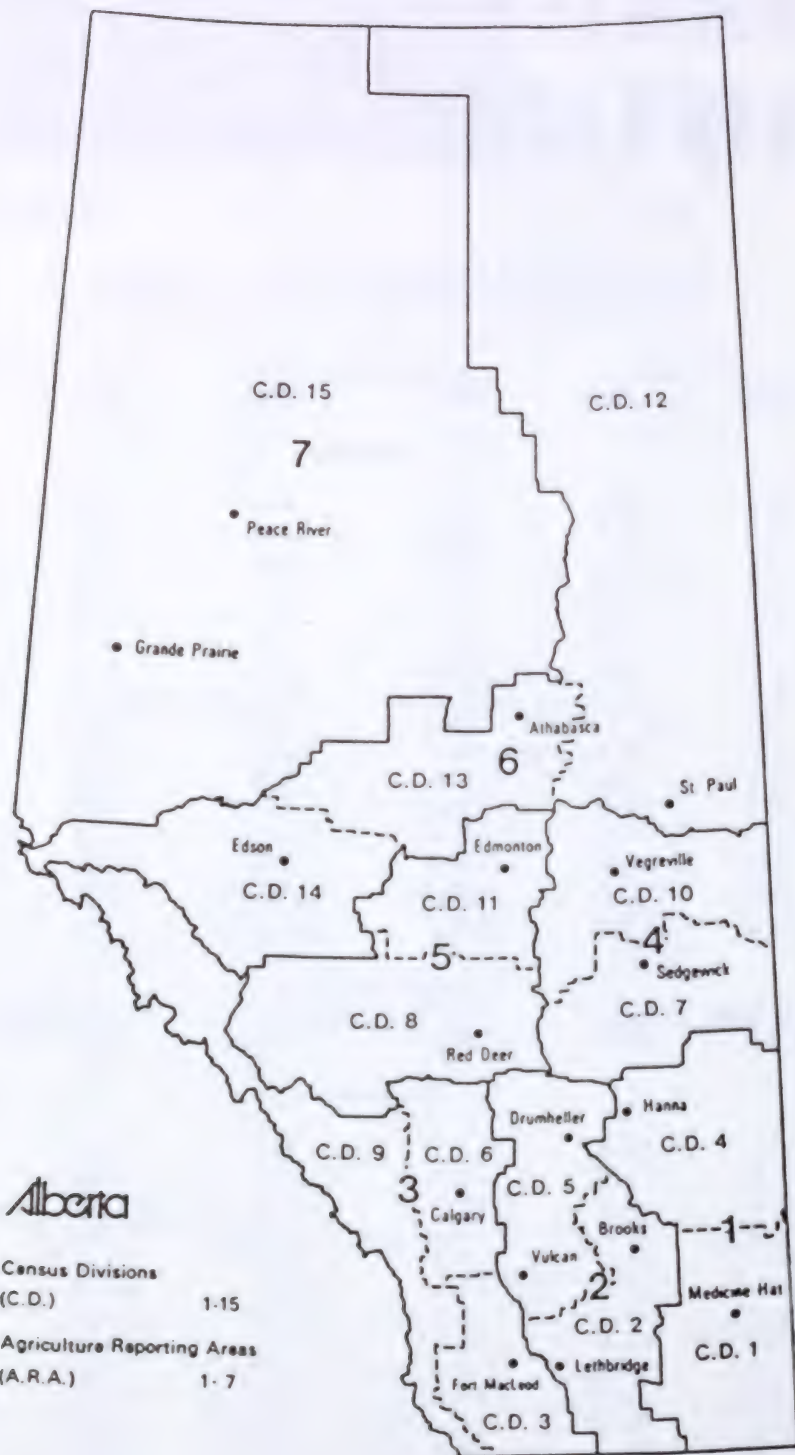 C.D. 15
C.D. 12
7
Peace River
Grande Prairie
Athabasca
6
C.D. 13
St. Paul
Edson
Edmonton
Vegreville
C.D. 14
C.D. 11
C.D. 10
5
4
Sedgewick
C.D. 8
C.D. 7
Red Deer
Hanna
Drumheller
C.D. 9
C.D. 6
C.D. 4
3
C.D. 5
Calgary
Brooks
1
Vulcan
2
Medicine Hat
C.D. 2
C.D. 1
Lethbridge
Fort MacLeod
C.D. 3
Alberta
Census Divisions
(C.D.) 1-15
Agriculture Reporting Areas
(A.R.A.) 1-7